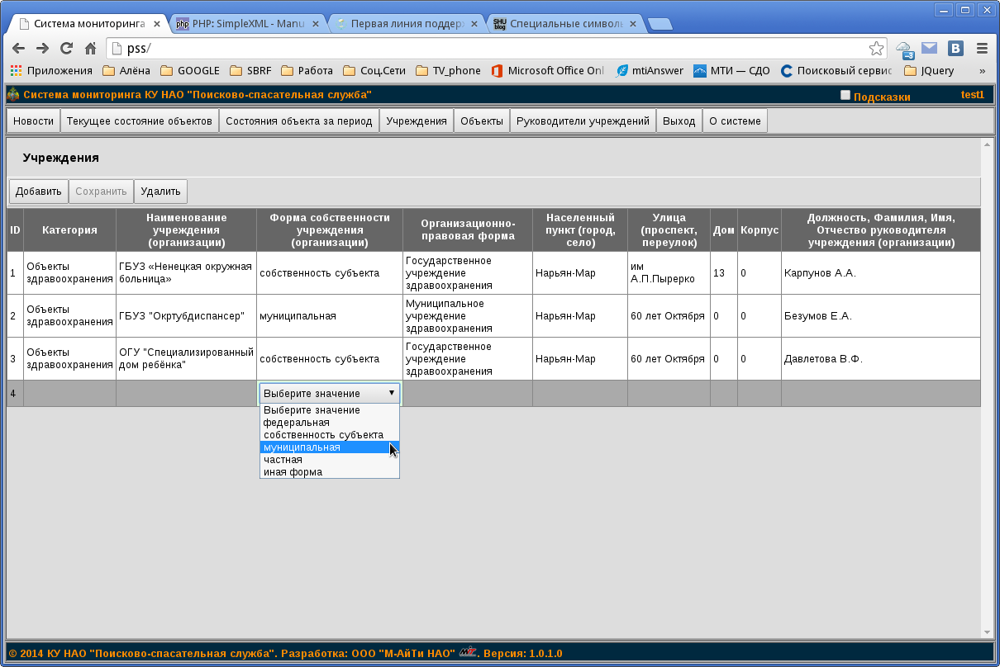 Система мониторинга
PHP: SimpleXML - Manu
Первая линия поддерж
Специальные символы
pss/
-3
B
Приложения Алёна GOOGLE SBRF Работа Соц.Сети TV_phone Microsoft Office Onl mtiAnswer МТИ — СДО Поисковый сервис JQuery »
Система мониторинга КУ НАО "Поисково-спасательная служба" Подсказки test1
Новости Текущее состояние объектов Состояния объекта за период Учреждения Объекты Руководители учреждений Выход О системе
Учреждения
Добавить Сохранить Удалить
ID
Категория
Наименование
учреждения
(организации)
Форма собственности
учреждения
(организации)
Организационно-
правовая форма
Населенный
пункт (город,
село)
Улица
(проспект,
переулок)
Дом
Корпус
Должность, Фамилия, Имя,
Отчество руководителя
учреждения (организации)
1
Объекты
здравоохранения
ГБУЗ «Ненецкая окружная
больница»
собственность субъекта
Государственное
учреждение
здравоохранения
Нарьян-Мар
им
А.П.Пырерко
13
0
Карпунов А.А.
2
Объекты
здравоохранения
ГБУЗ "Окртубдиспансер"
муниципальная
Муниципальное
учреждение
здравоохранения
Нарьян-Мар
60 лет Октября
0
0
Безумов Е.А.
3
Объекты
здравоохранения
ОГУ "Специализированный
дом ребёнка"
собственность субъекта
Государственное
учреждение
здравоохранения
Нарьян-Мар
60 лет Октября
0
0
Давлетова В.Ф.
4
Выберите значение
Выберите значение
федеральная
собственность субъекта
муниципальная
частная
иная форма
© 2014 КУ НАО "Поисково-спасательная служба". Разработка: ООО "М-АйТи НАО" . Версия: 1.0.1.0